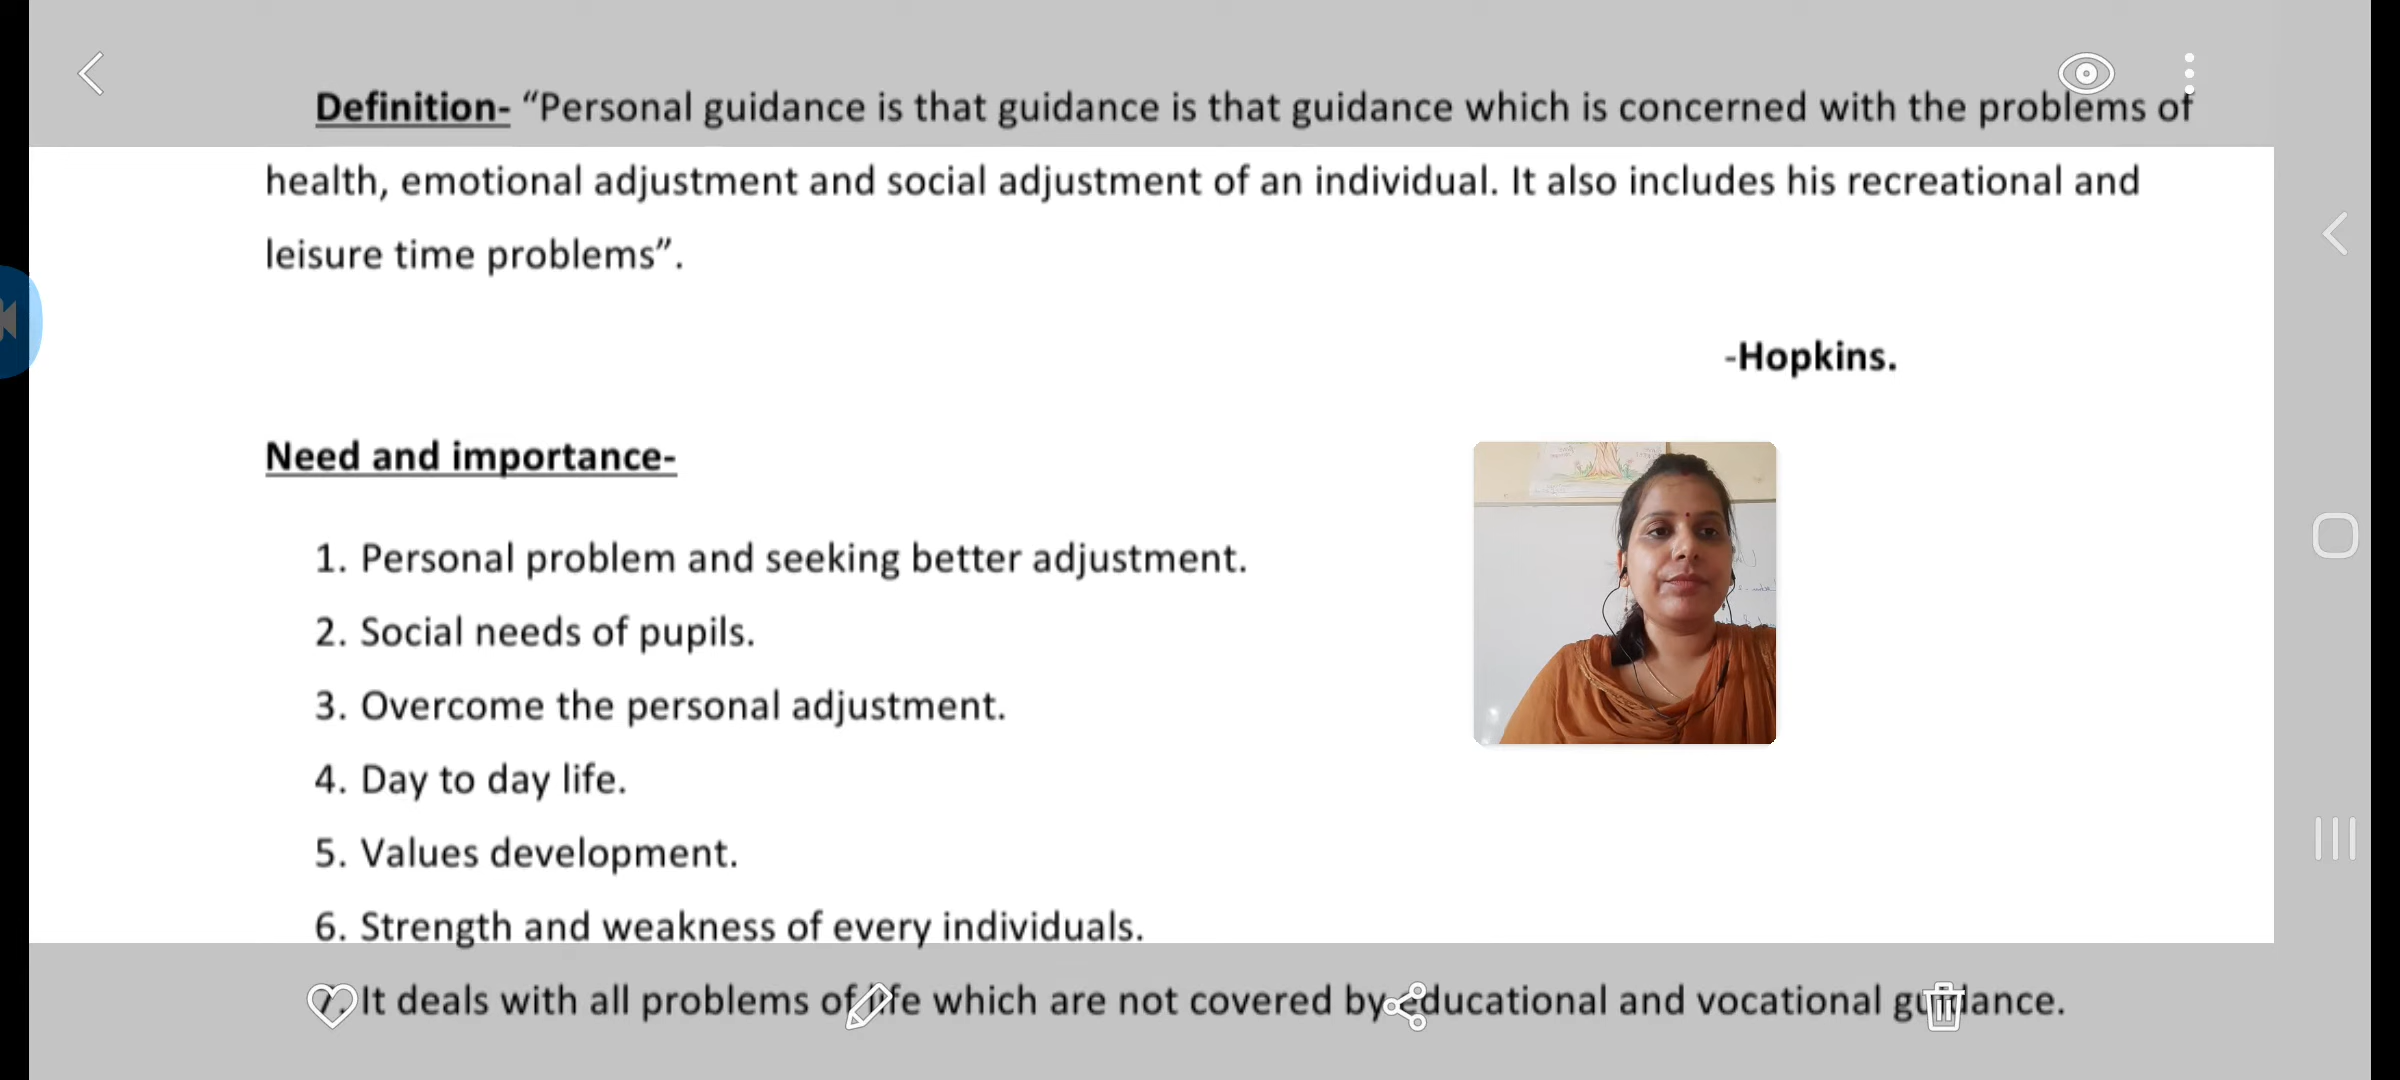 Definition- “Personal guidance is that guidance is that guidance which is concerned with the problems of
health, emotional adjustment and social adjustment of an individual. It also includes his recreational and
leisure time problems”.
-Hopkins.
Need and importance-
1. Personal problem and seeking better adjustment.
2. Social needs of pupils.
3. Overcome the personal adjustment.
4. Day to day life.
5. Values development.
6. Strength and weakness of every individuals.
7. It deals with all problems of life which are not covered by educational and vocational guidance.